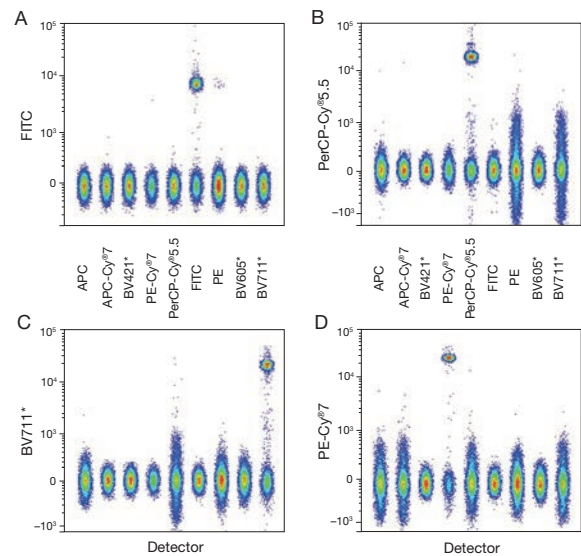 A
10⁵
10⁴
10³
0
FITC
APC
APC-Cy®7
BV421*
PE-Cy®7
PerCP-Cy®5.5
FITC
PE
BV605*
BV711*
B
10⁵
10⁴
10³
0
−10³
PerCP-Cy®5.5
APC
APC-Cy®7
BV421*
PE-Cy®7
PerCP-Cy®5.5
FITC
PE
BV605*
BV711*
C
10⁵
10⁴
10³
0
−10³
BV711*
Detector
D
10⁵
10⁴
10³
0
−10³
PE-Cy®7
Detector